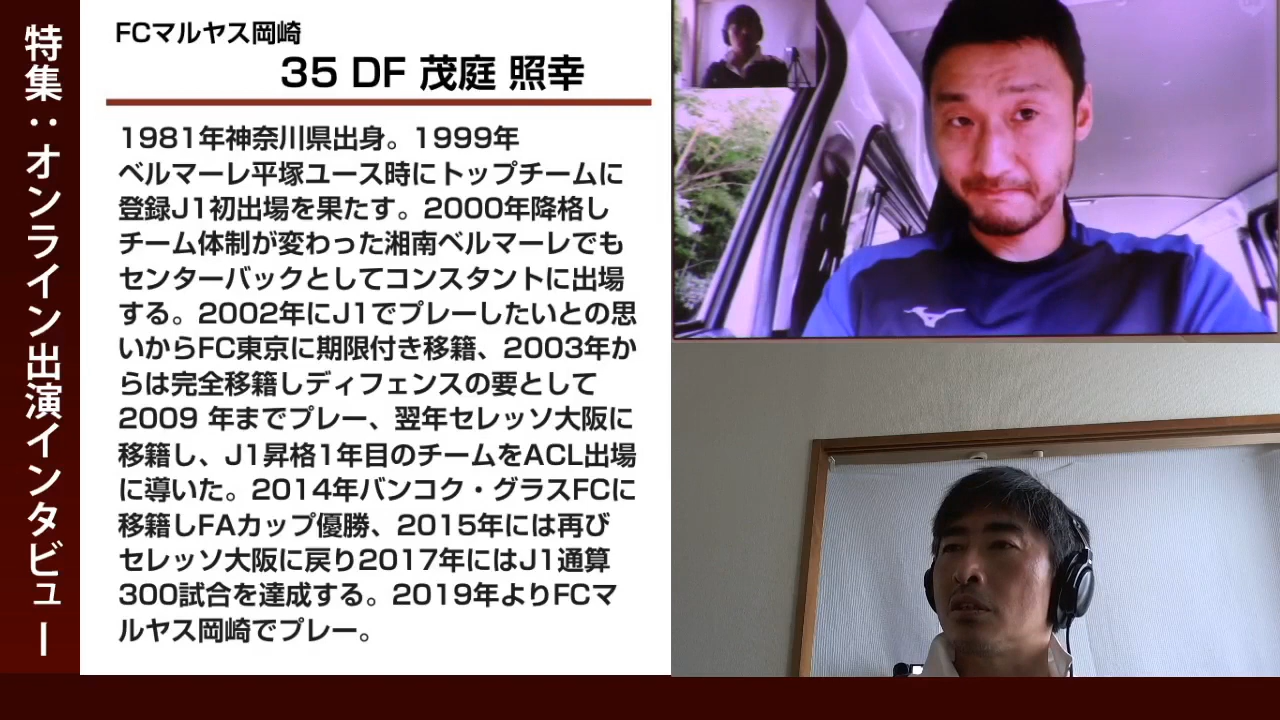 特集：オンライン出演インタビュー
FCマルヤス岡崎
35 DF 茂庭 照幸
1981年神奈川県出身。1999年
ベルマーレ平塚ユース時にトップチームに
登録J1初出場を果たす。2000年降格し
チーム体制が変わった湘南ベルマーレでも
センターバックとしてコンスタントに出場
する。2002年にJ1でプレーしたいとの思
いからFC東京に期限付き移籍、2003年か
らは完全移籍しディフェンスの要として
2009 年までプレー、翌年セレッソ大阪に
移籍し、J1昇格1年目のチームをACL出場
に導いた。2014年バンコク・グラスFCに
移籍しFAカップ優勝、2015年には再び
セレッソ大阪に戻り2017年にはJ1通算
300試合を達成する。2019年よりFCマ
ルヤス岡崎でプレー。